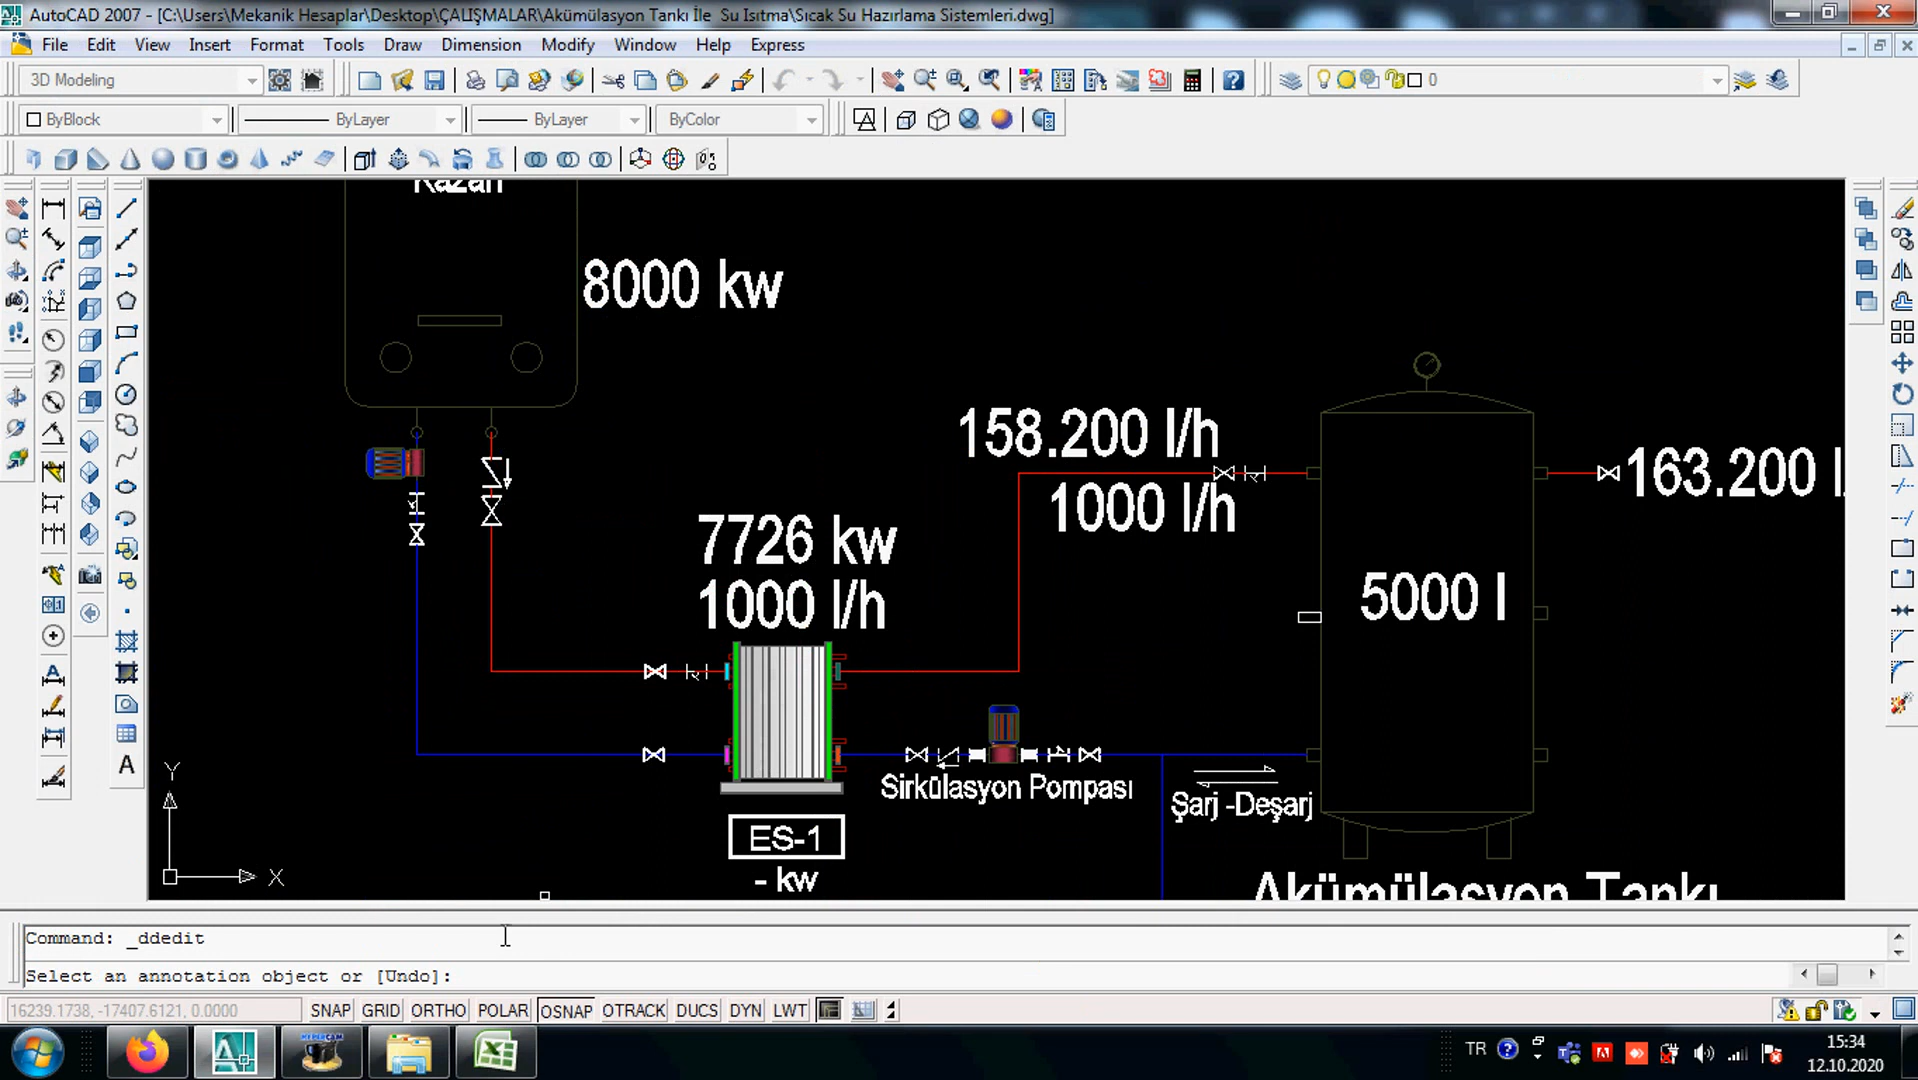 AutoCAD 2007 - [C:\Users\Mekanik Hesaplar\Desktop\ÇALIŞMALAR\Akümülasyon Tankı İle  Su Isıtma\Sıcak Su Hazırlama Sistemleri.dwg]
File Edit View Insert Format Tools Draw Dimension Modify Window Help Express
3D Modeling
0
ByBlock ByLayer ByLayer ByColor
Kazan
8000 kw
158.200 l/h
163.200 l
1000 l/h
7726 kw
1000 l/h
5000 l
Sirkülasyon Pompası
Şarj -Deşarj
ES-1
- kw
Akümülasyon Tankı
Y
X
A
Command: _ddedit
Select an annotation object or [Undo]:
16239.1738, -17407.6121, 0.0000 SNAP GRID ORTHO POLAR OSNAP OTRACK DUCS DYN LWT
TR
15:34
12.10.2020